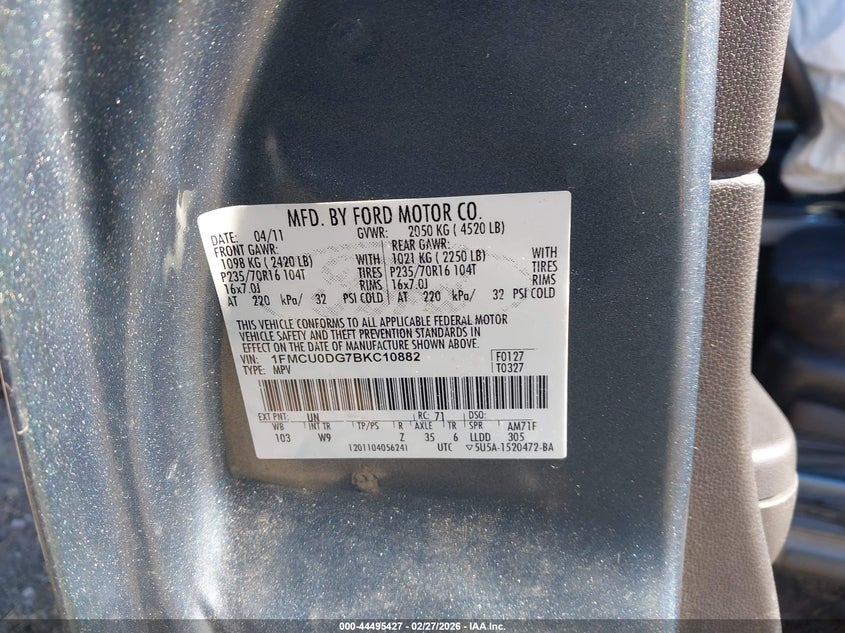 MFD. BY FORD MOTOR CO.
DATE: 04/11 GVWR: 2050 KG ( 4520 LB)
FRONT GAWR: REAR GAWR:
1098 KG ( 2420 LB) WITH 1021 KG ( 2250 LB) WITH
P235/70R16 104T TIRES P235/70R16 104T TIRES
16x7.0J RIMS 16x7.0J RIMS
AT 220 kPa/ 32 PSI COLD AT 220 kPa/ 32 PSI COLD
THIS VEHICLE CONFORMS TO ALL APPLICABLE FEDERAL MOTOR
VEHICLE SAFETY AND THEFT PREVENTION STANDARDS IN
EFFECT ON THE DATE OF MANUFACTURE SHOWN ABOVE.
VIN: 1FMCU0DG7BKC10882 F0127
TYPE: MPV T0327
EXT PNT: UN RC: 71 DSO:
WB INT TR TP/PS R AXLE TR SPR AM71F
103 W9 Z 35 6 LLDD 305
1201104056241 UTC ▽5U5A-1520472-BA
000-44495427 - 02/27/2026 - IAA, Inc.